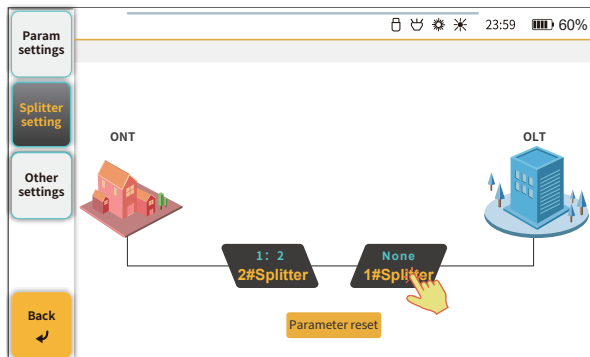 Param
settings
23:59
60%
Splitter
setting
ONT
OLT
Other
settings
1: 2
2#Splitter
None
1#Splitter
Back
Parameter reset